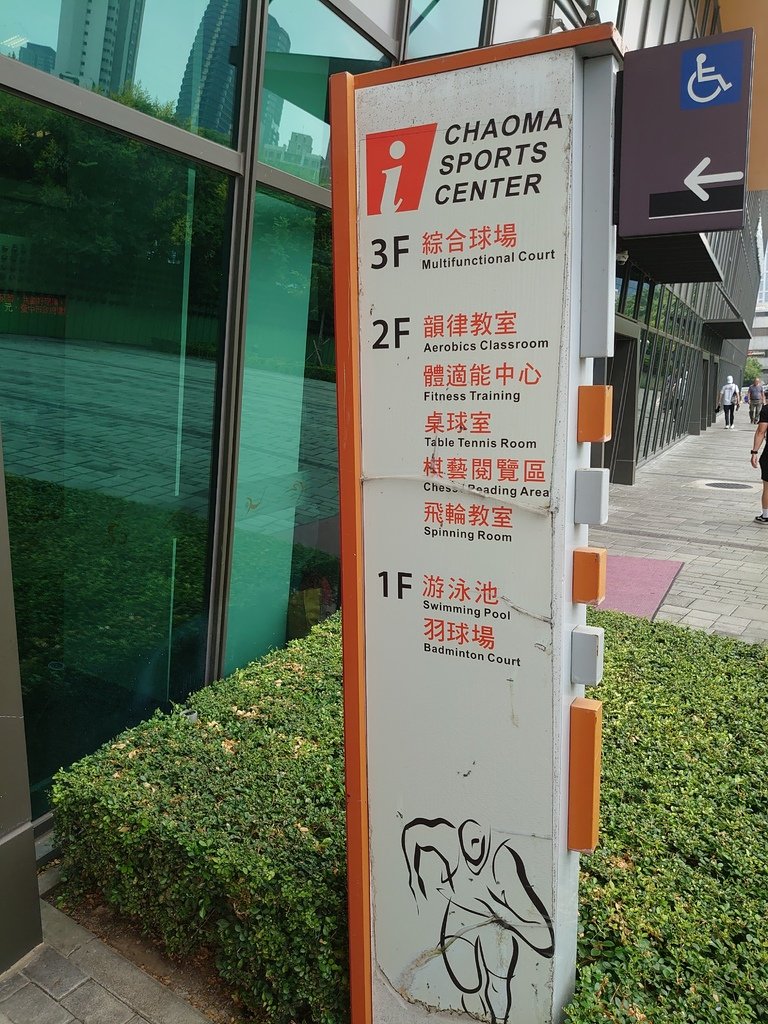 i
CHAOMA
SPORTS
CENTER
3F 綜合球場
Multifunctional Court
2F 韻律教室
Aerobics Classroom
體適能中心
Fitness Training
桌球室
Table Tennis Room
棋藝閱覽區
Chess / Reading Area
飛輪教室
Spinning Room
1F 游泳池
Swimming Pool
羽球場
Badminton Court